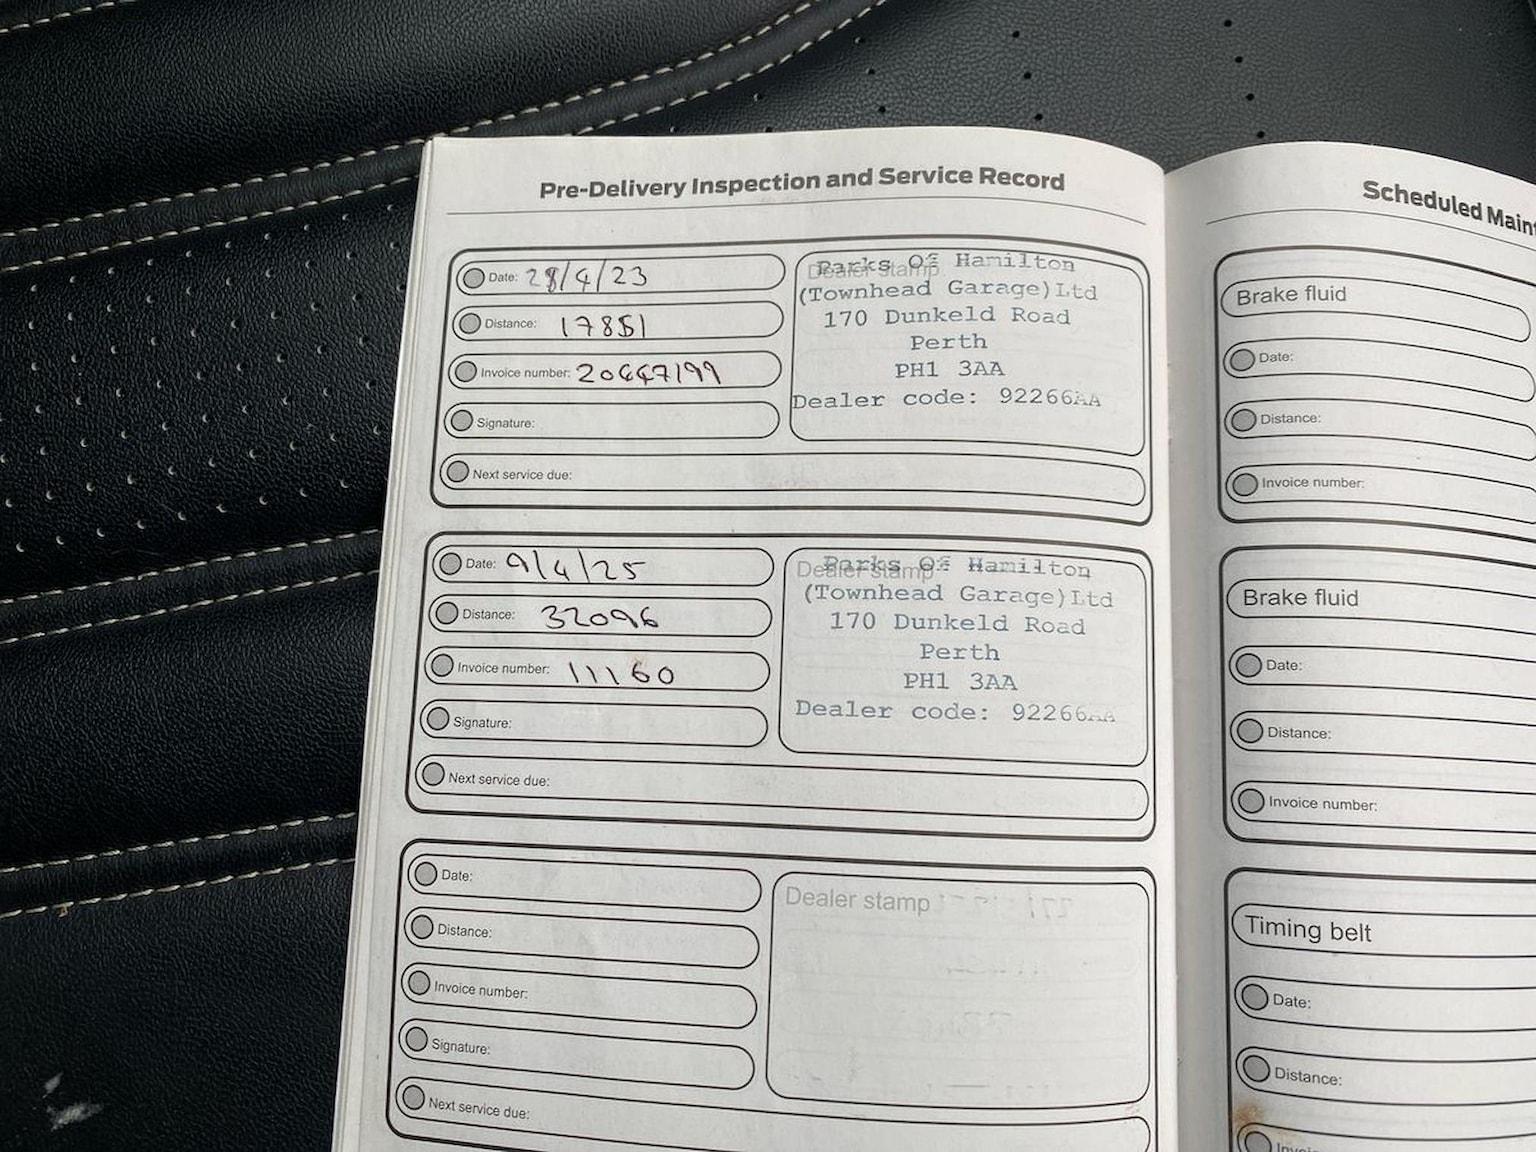 Pre-Delivery Inspection and Service Record
Date: 28/4/23
Distance: 17851
Invoice number: 20447199
Signature:
Next service due:
Dealer stamp
Parks Of Hamilton
(Townhead Garage)Ltd
170 Dunkeld Road
Perth
PH1 3AA
Dealer code: 92266AA
Date: 9/4/25
Distance: 32096
Invoice number: 11160
Signature:
Next service due:
Dealer stamp
Parks Of Hamilton
(Townhead Garage)Ltd
170 Dunkeld Road
Perth
PH1 3AA
Dealer code: 92266AA
Date:
Distance:
Invoice number:
Signature:
Next service due:
Dealer stamp
Scheduled Maint
Brake fluid
Date:
Distance:
Invoice number:
Brake fluid
Date:
Distance:
Invoice number:
Timing belt
Date:
Distance: